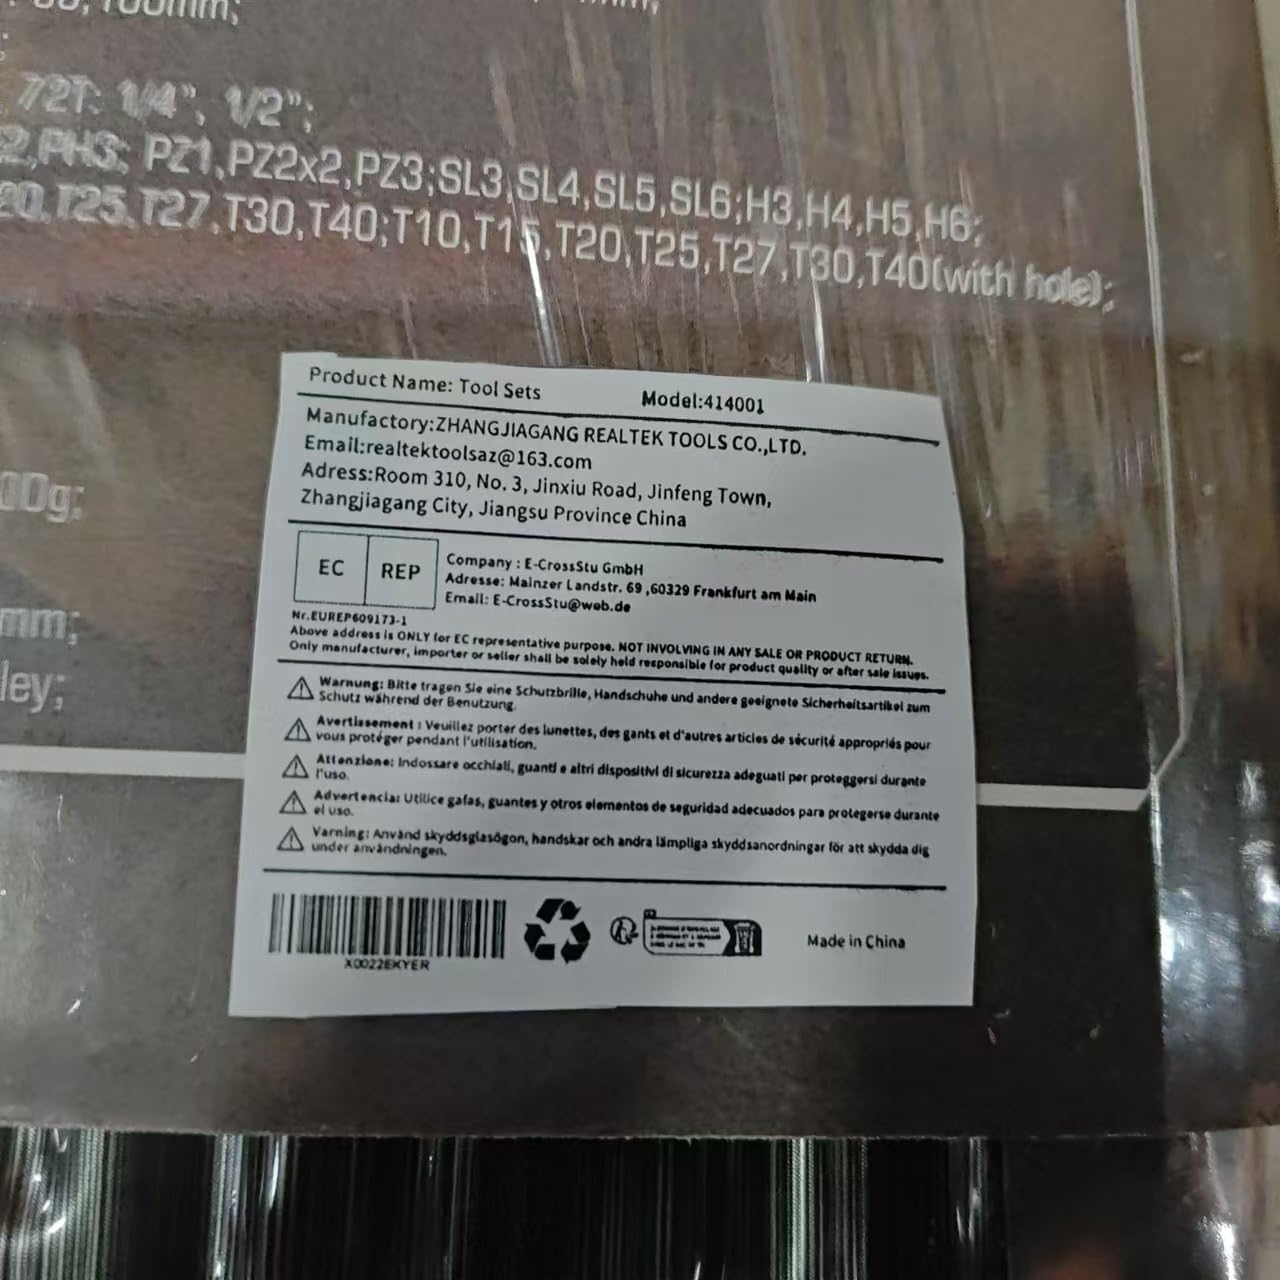 100mm;
72T: 1/4", 1/2";
PZ1,PZ2x2,PZ3;SL3,SL4,SL5,SL6;H3,H4,H5,H6;
T25,T27,T30,T40;T10,T15,T20,T25,T27,T30,T40(with hole);
Product Name: Tool Sets Model:414001
Manufactory:ZHANGJIAGANG REALTEK TOOLS CO.,LTD.
Email:realtektoolsaz@163.com
Adress:Room 310, No. 3, Jinxiu Road, Jinfeng Town,
Zhangjiagang City, Jiangsu Province China
00g;
EC REP
Company : E-CrossStu GmbH
Adresse: Mainzer Landstr. 69 ,60329 Frankfurt am Main
Email: E-CrossStu@web.de
Nr.EUREP609173-1
Above address is ONLY for EC representative purpose. NOT INVOLVING IN ANY SALE OR PRODUCT RETURN.
Only manufacturer, importer or seller shall be solely held responsible for product quality or after sale issues.
mm;
ley;
Warnung: Bitte tragen Sie eine Schutzbrille, Handschuhe und andere geeignete Sicherheitsartikel zum
Schutz während der Benutzung.
Avertissement : Veuillez porter des lunettes, des gants et d'autres articles de sécurité appropriés pour
vous protéger pendant l'utilisation.
Attenzione: Indossare occhiali, guanti e altri dispositivi di sicurezza adeguati per proteggersi durante
l'uso.
Advertencia: Utilice gafas, guantes y otros elementos de seguridad adecuados para protegerse durante
el uso.
Varning: Använd skyddsglasögon, handskar och andra lämpliga skyddsanordningar för att skydda dig
under användningen.
X0022EKYER
Made in China